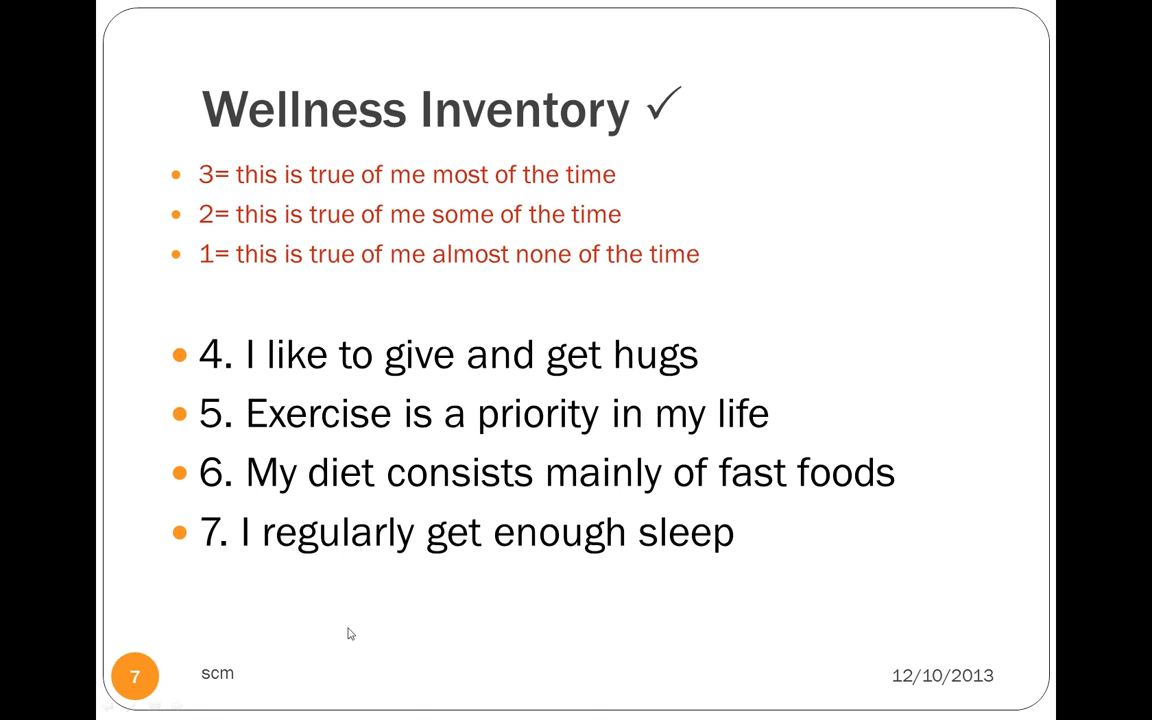 Wellness Inventory ✓
• 3= this is true of me most of the time
• 2= this is true of me some of the time
• 1= this is true of me almost none of the time
• 4. I like to give and get hugs
• 5. Exercise is a priority in my life
• 6. My diet consists mainly of fast foods
• 7. I regularly get enough sleep
7
scm
12/10/2013